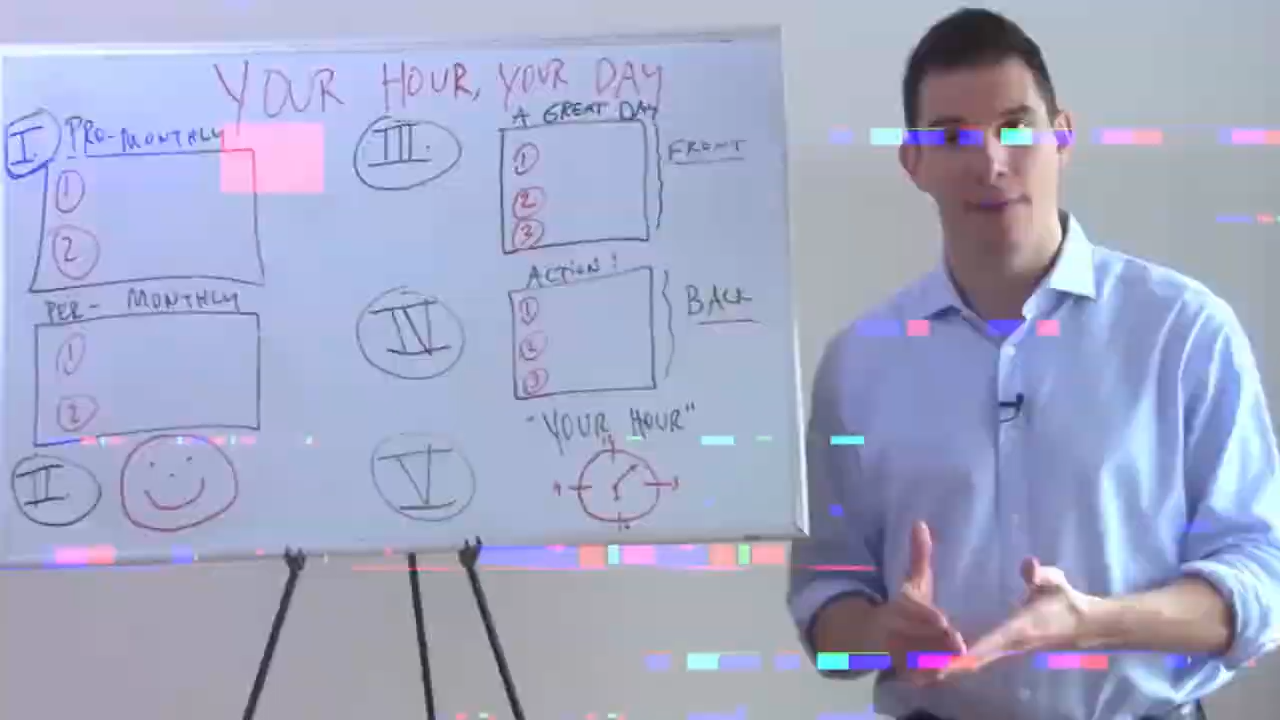 YOUR HOUR, YOUR DAY
I. PRO-MONTHLY
1
2
PER- MONTHLY
1
2
II
III.
A GREAT DAY
1
2
3
FRONT
IV
ACTION!
1
2
3
BACK
V
"YOUR HOUR"